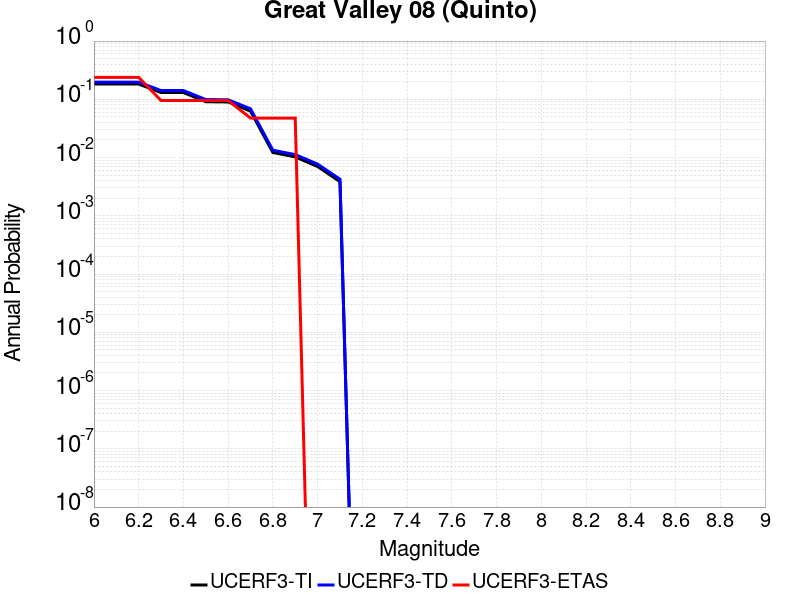 Great Valley 08 (Quinto)
Annual Probability
10^0
10^-1
10^-2
10^-3
10^-4
10^-5
10^-6
10^-7
10^-8
6 6.2 6.4 6.6 6.8 7 7.2 7.4 7.6 7.8 8 8.2 8.4 8.6 8.8 9
Magnitude
UCERF3-TI UCERF3-TD UCERF3-ETAS